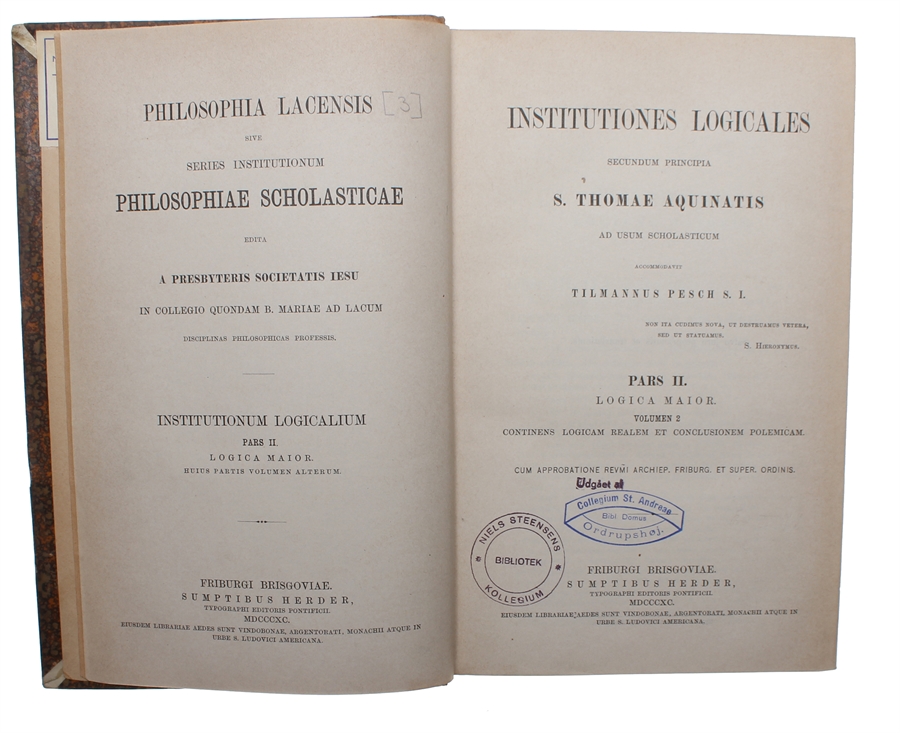 PHILOSOPHIA LACENSIS [3]
SIVE
SERIES INSTITUTIONUM
PHILOSOPHIAE SCHOLASTICAE
EDITA
A PRESBYTERIS SOCIETATIS IESU
IN COLLEGIO QUONDAM B. MARIAE AD LACUM
DISCIPLINAS PHILOSOPHICAS PROFESSIS.
INSTITUTIONUM LOGICALIUM
PARS II.
LOGICA MAIOR.
HUIUS PARTIS VOLUMEN ALTERUM.
FRIBURGI BRISGOVIAE.
SUMPTIBUS HERDER,
TYPOGRAPHI EDITORIS PONTIFICII.
MDCCCXC.
EIUSDEM LIBRARIAE AEDES SUNT VINDOBONAE, ARGENTORATI, MONACHII ATQUE IN
URBE S. LUDOVICI AMERICANA.
INSTITUTIONES LOGICALES
SECUNDUM PRINCIPIA
S. THOMAE AQUINATIS
AD USUM SCHOLASTICUM
ACCOMMODAVIT
TILMANNUS PESCH S. I.
NON ITA CUDIMUS NOVA, UT DESTRUAMUS VETERA,
SED UT STATUAMUS.
S. HIERONYMUS.
PARS II.
LOGICA MAIOR.
VOLUMEN 2
CONTINENS LOGICAM REALEM ET CONCLUSIONEM POLEMICAM.
CUM APPROBATIONE REVM̃I ARCHIEP. FRIBURG. ET SUPER. ORDINIS.
Udgået af
Collegium St. Andreae
Bibl. Domus
Ordrupshøj.
NIELS STEENSENS
BIBLIOTEK
KOLLEGIUM
FRIBURGI BRISGOVIAE.
SUMPTIBUS HERDER,
TYPOGRAPHI EDITORIS PONTIFICII.
MDCCCXC.
EIUSDEM LIBRARIAE AEDES SUNT VINDOBONAE, ARGENTORATI, MONACHII ATQUE IN
URBE S. LUDOVICI AMERICANA.